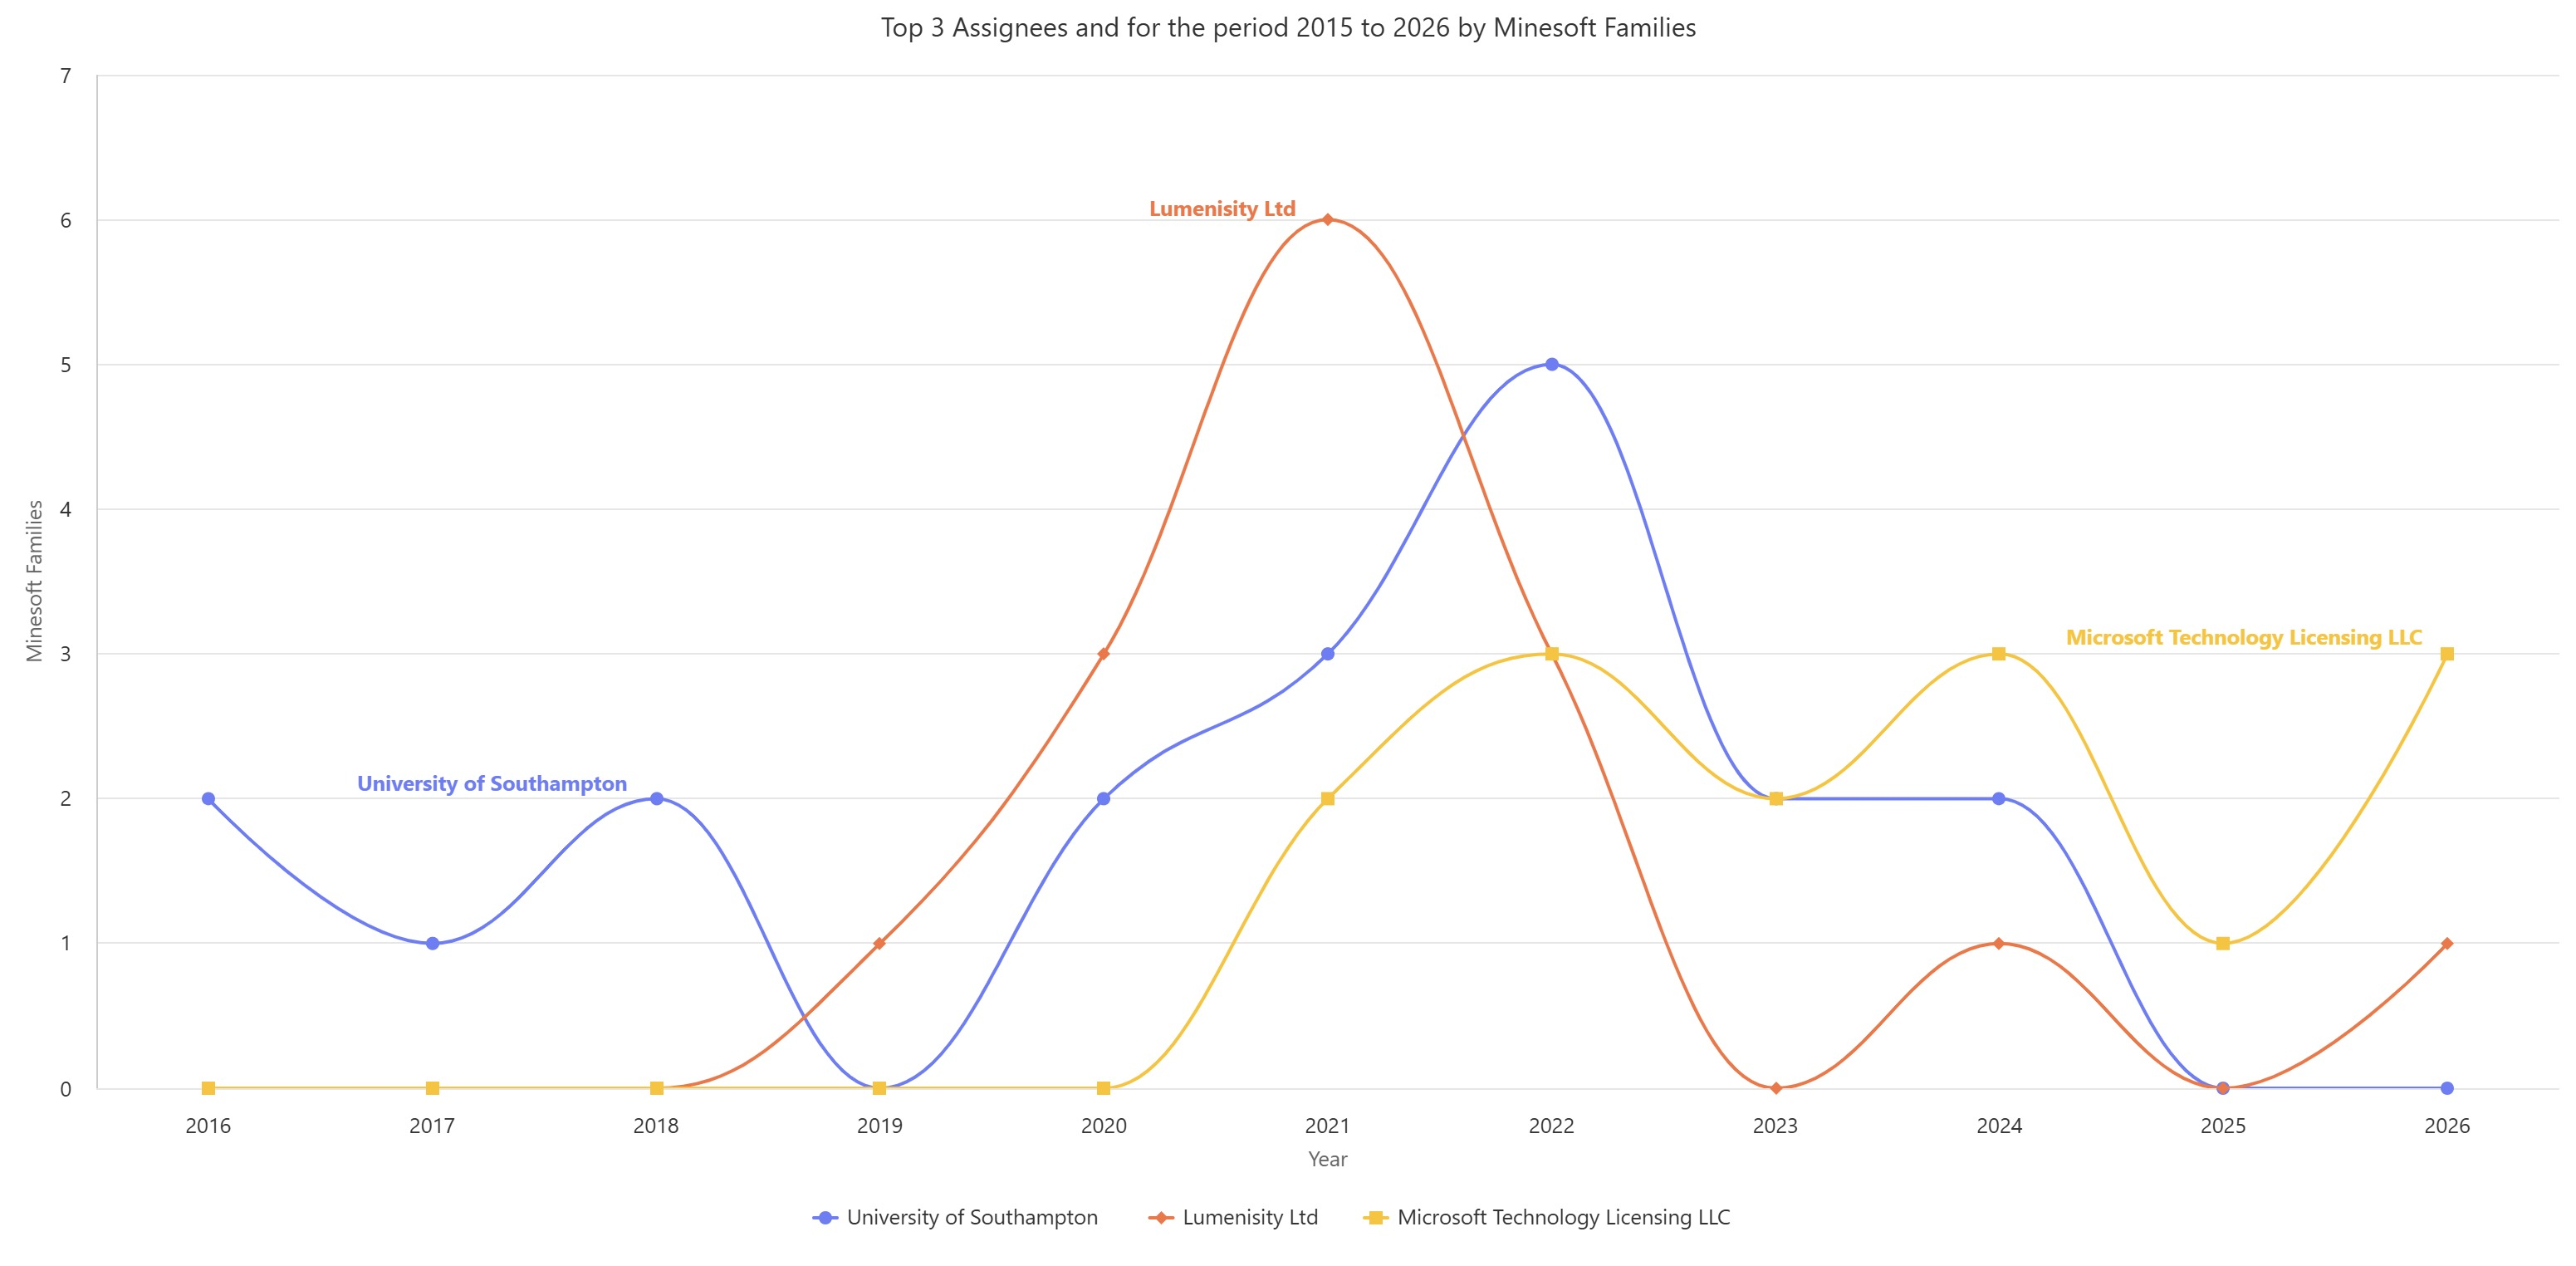 Top 3 Assignees and for the period 2015 to 2026 by Minesoft Families
7
6
5
4
3
2
1
0
Minesoft Families
Lumenisity Ltd
Microsoft Technology Licensing LLC
University of Southampton
2016 2017 2018 2019 2020 2021 2022 2023 2024 2025 2026
Year
University of Southampton Lumenisity Ltd Microsoft Technology Licensing LLC